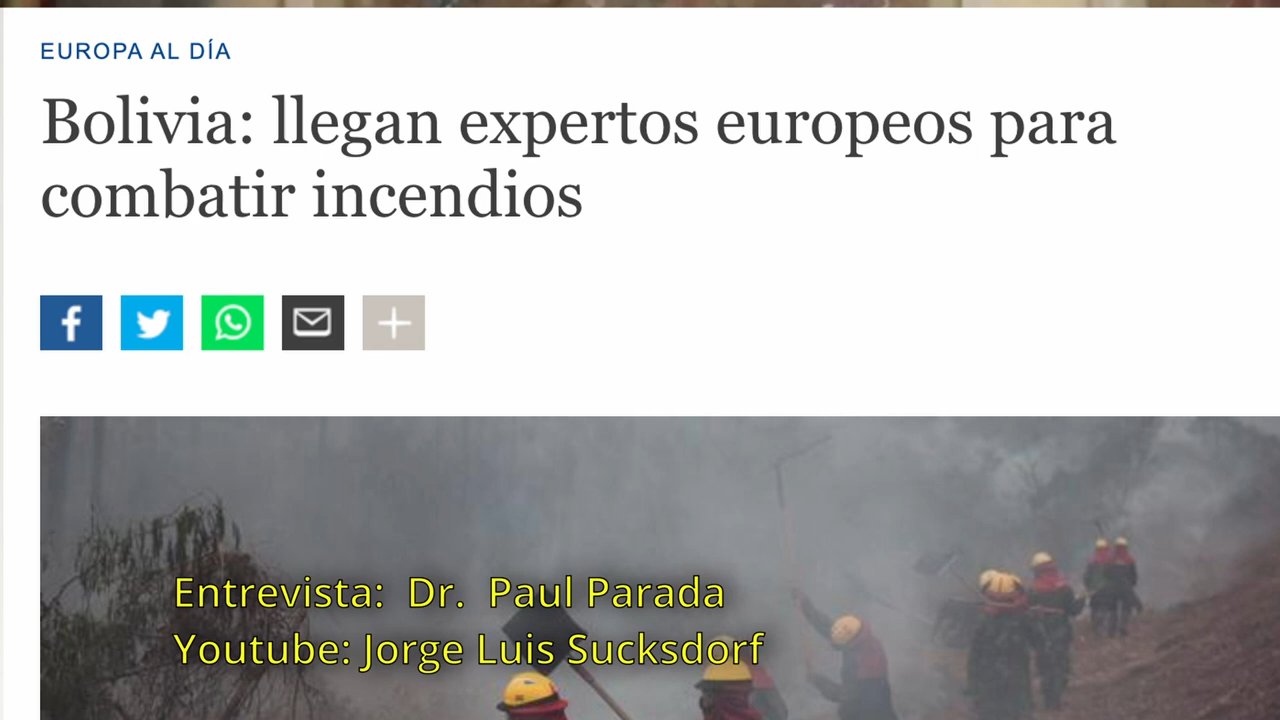 EUROPA AL DÍA
Bolivia: llegan expertos europeos para
combatir incendios
Entrevista: Dr. Paul Parada
Youtube: Jorge Luis Sucksdorf